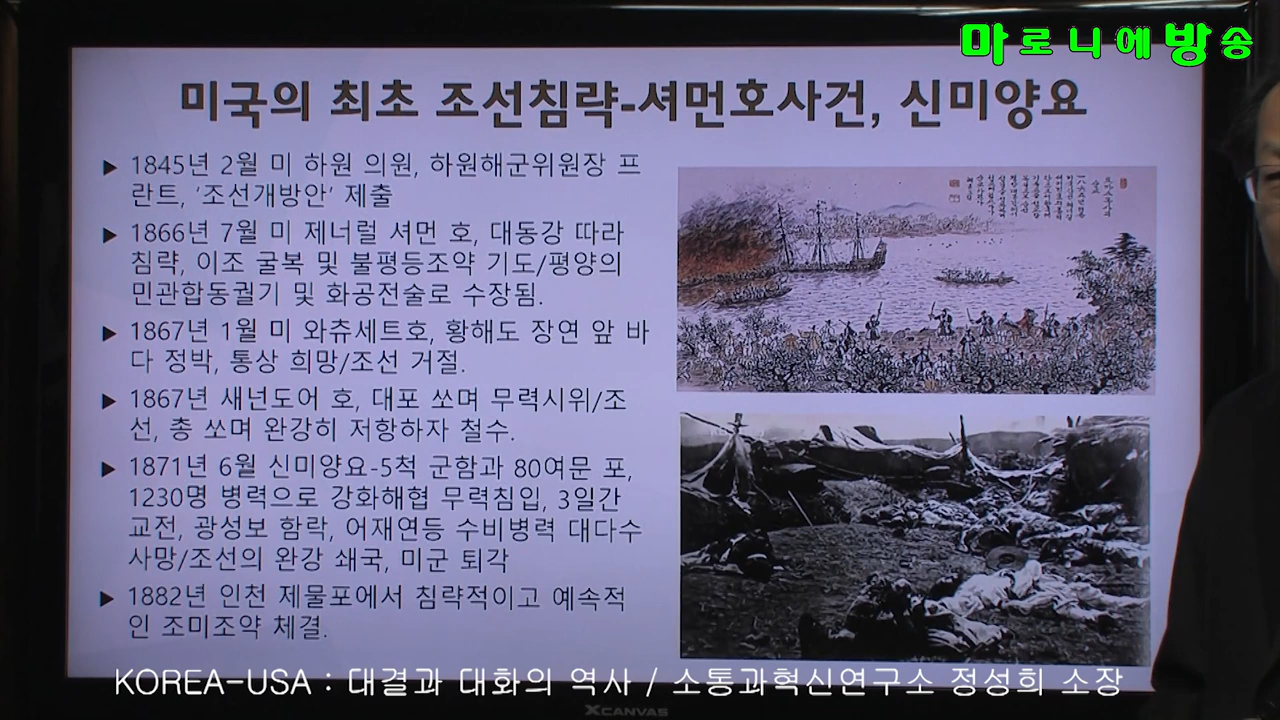 마로니에방송
미국의 최초 조선침략-셔먼호사건, 신미양요
▶ 1845년 2월 미 하원 의원, 하원해군위원장 프
란트, ‘조선개방안’ 제출
▶ 1866년 7월 미 제너럴 셔먼 호, 대동강 따라
침략, 이조 굴복 및 불평등조약 기도/평양의
민관합동궐기 및 화공전술로 수장됨.
▶ 1867년 1월 미 와츄세트호, 황해도 장연 앞 바
다 정박, 통상 희망/조선 거절.
▶ 1867년 새넌도어 호, 대포 쏘며 무력시위/조
선, 총 쏘며 완강히 저항하자 철수.
▶ 1871년 6월 신미양요-5척 군함과 80여문 포,
1230명 병력으로 강화해협 무력침입, 3일간
교전, 광성보 함락, 어재연등 수비병력 대다수
사망/조선의 완강 쇄국, 미군 퇴각
▶ 1882년 인천 제물포에서 침략적이고 예속적
인 조미조약 체결.
KOREA-USA : 대결과 대화의 역사 / 소통과혁신연구소 정성희 소장
XCANVAS